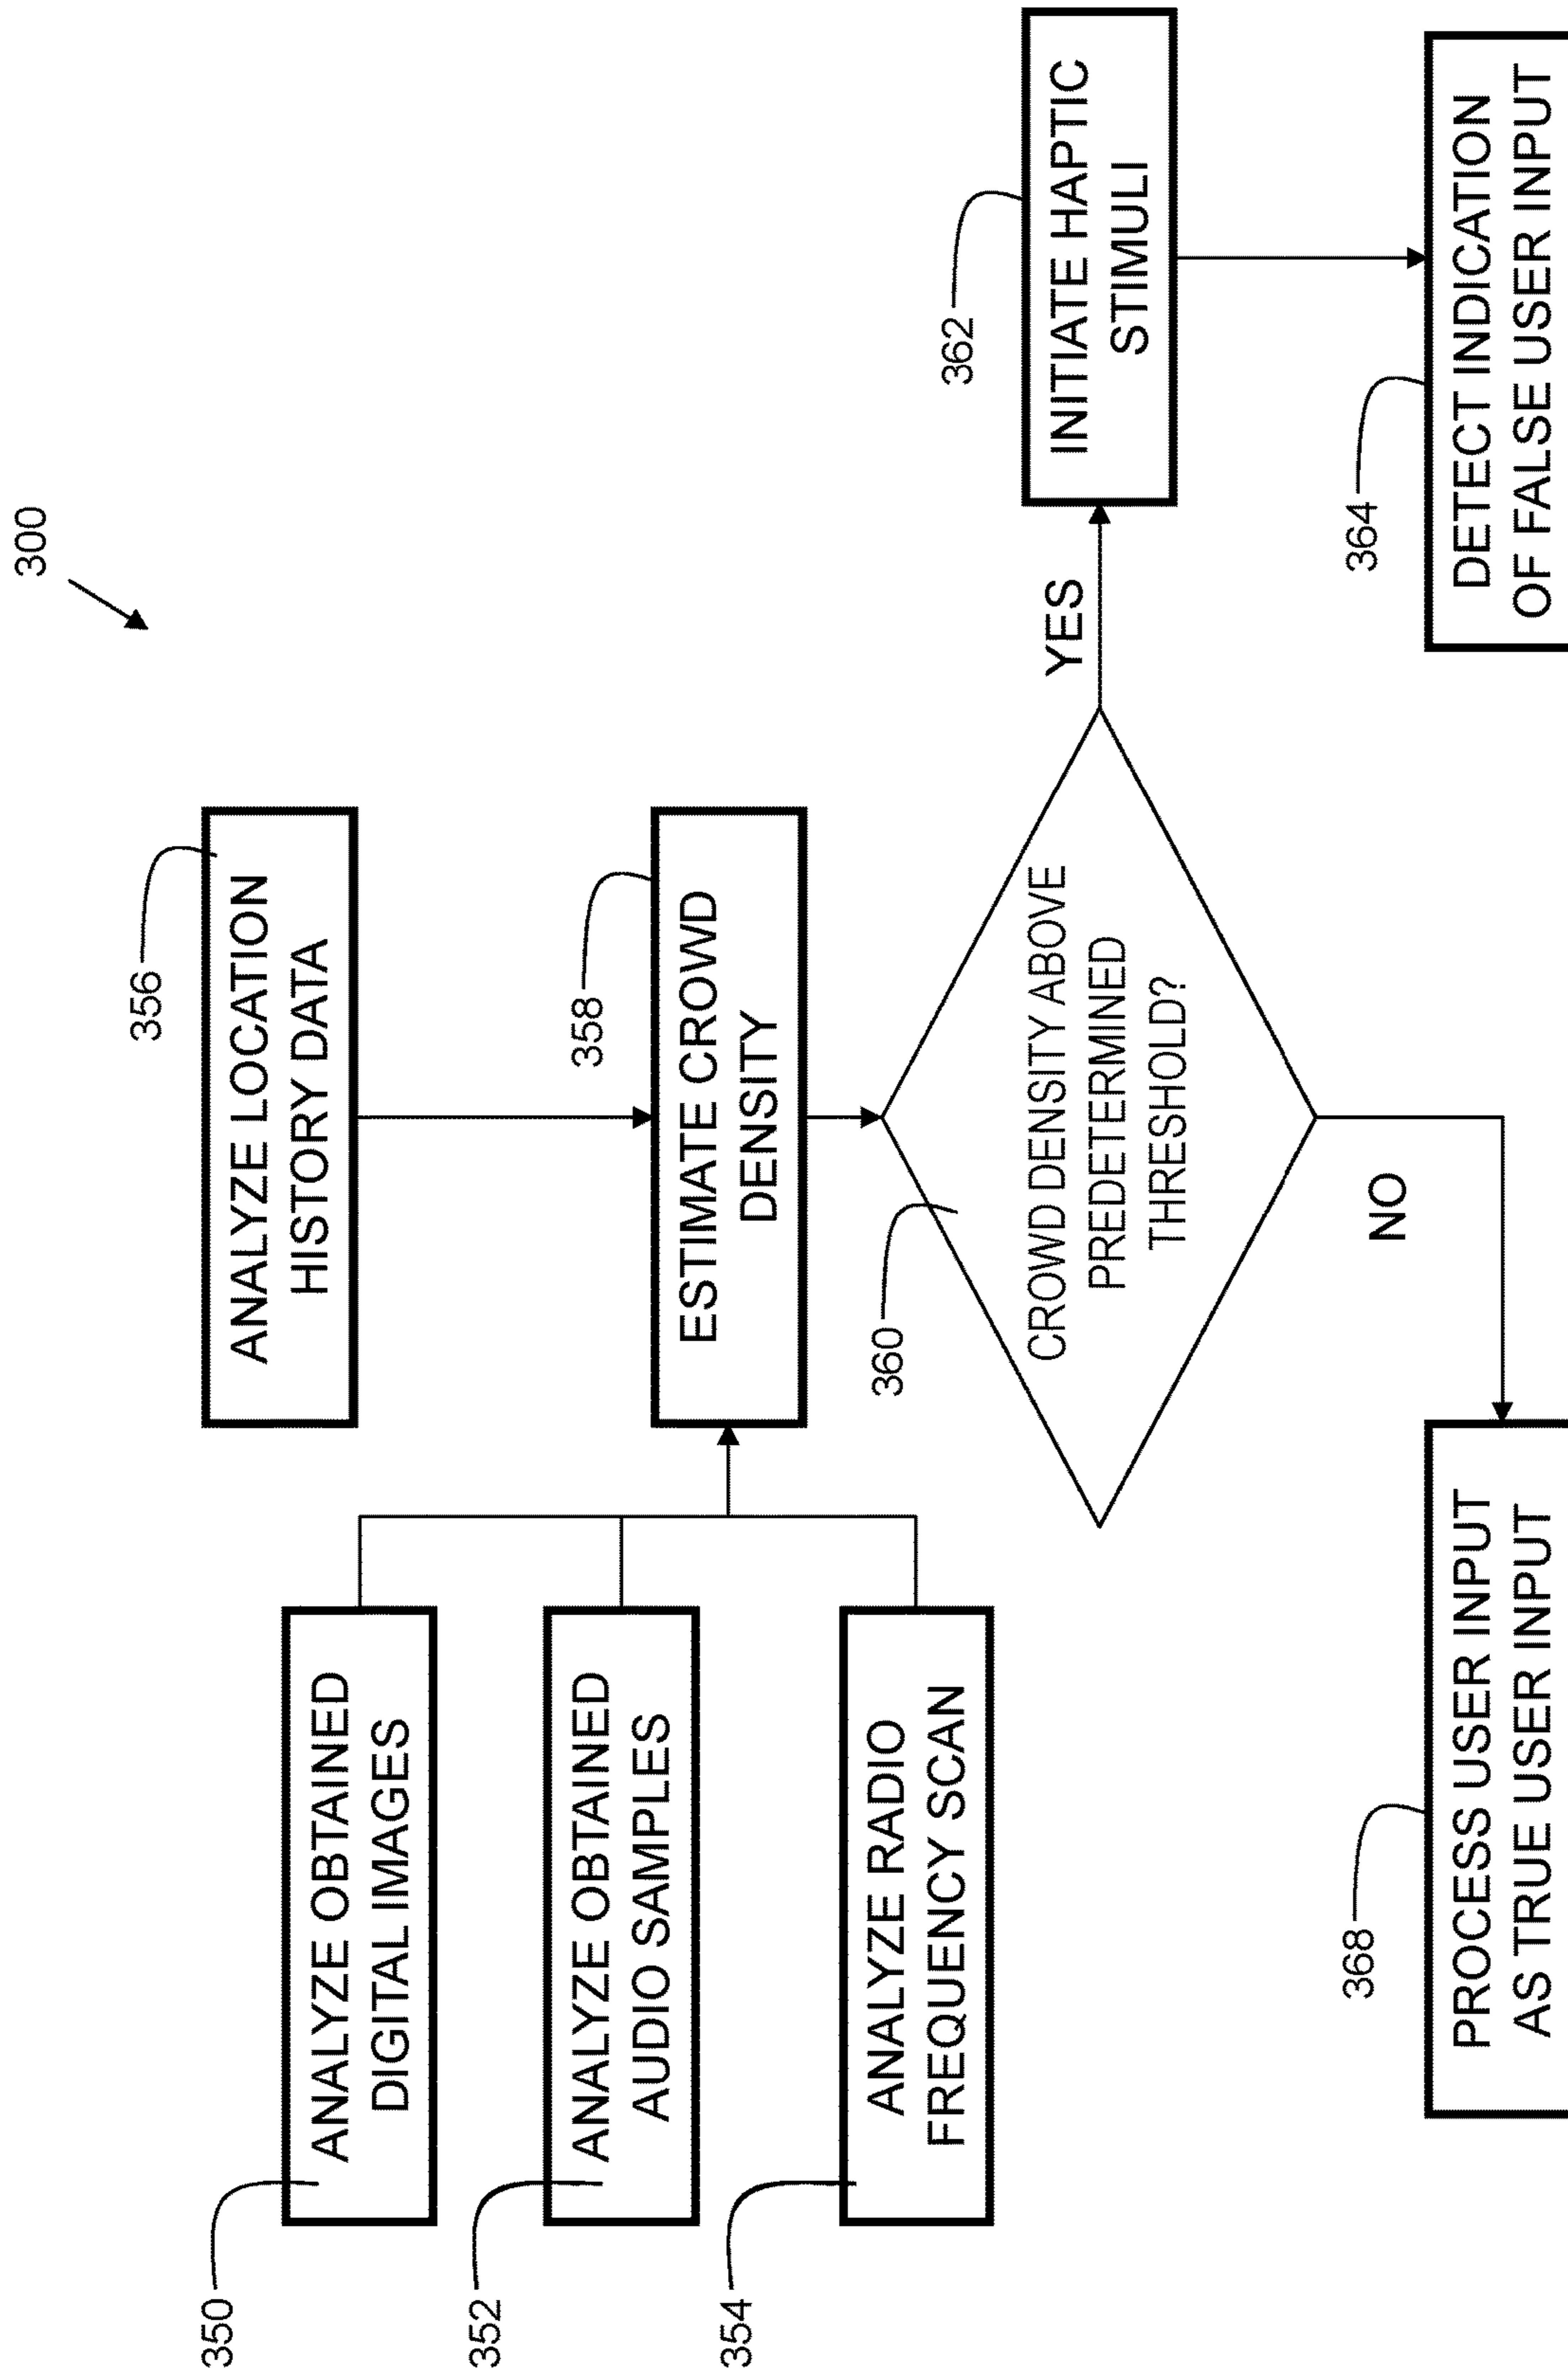 300
356
ANALYZE LOCATION
HISTORY DATA
350
ANALYZE OBTAINED
DIGITAL IMAGES
352
ANALYZE OBTAINED
AUDIO SAMPLES
354
ANALYZE RADIO
FREQUENCY SCAN
358
ESTIMATE CROWD
DENSITY
360
CROWD DENSITY ABOVE
PREDETERMINED
THRESHOLD?
YES
362
INITIATE HAPTIC
STIMULI
NO
368
PROCESS USER INPUT
AS TRUE USER INPUT
364
DETECT INDICATION
OF FALSE USER INPUT